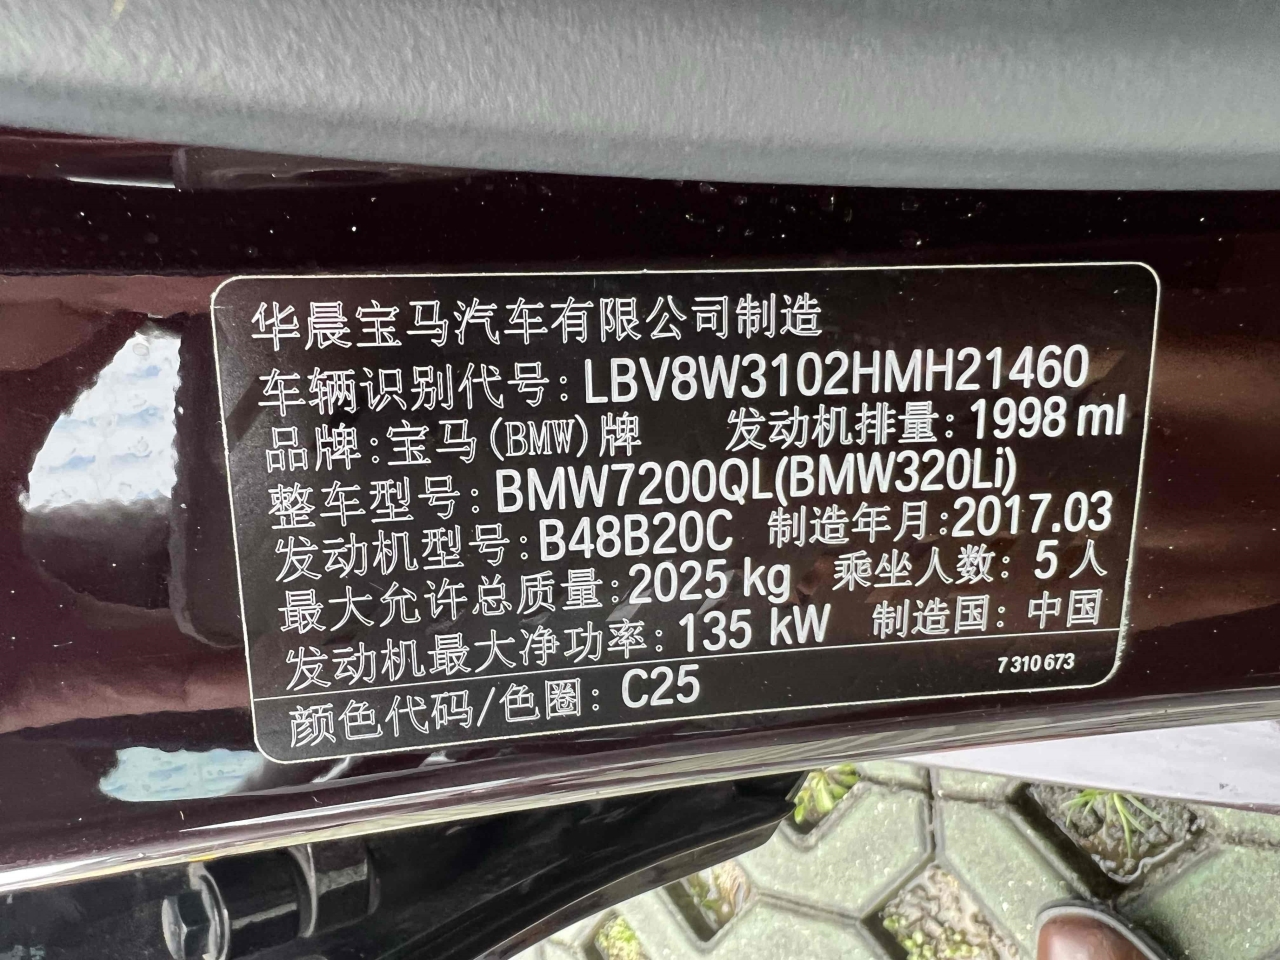 华晨宝马汽车有限公司制造
车辆识别代号: LBV8W3102HMH21460
品牌: 宝马(BMW)牌 发动机排量: 1998 ml
整车型号: BMW7200QL(BMW320Li)
发动机型号: B48B20C 制造年月: 2017.03
最大允许总质量: 2025 kg 乘坐人数: 5 人
发动机最大净功率: 135 kW 制造国: 中国
7 310 673
颜色代码/色圈: C25